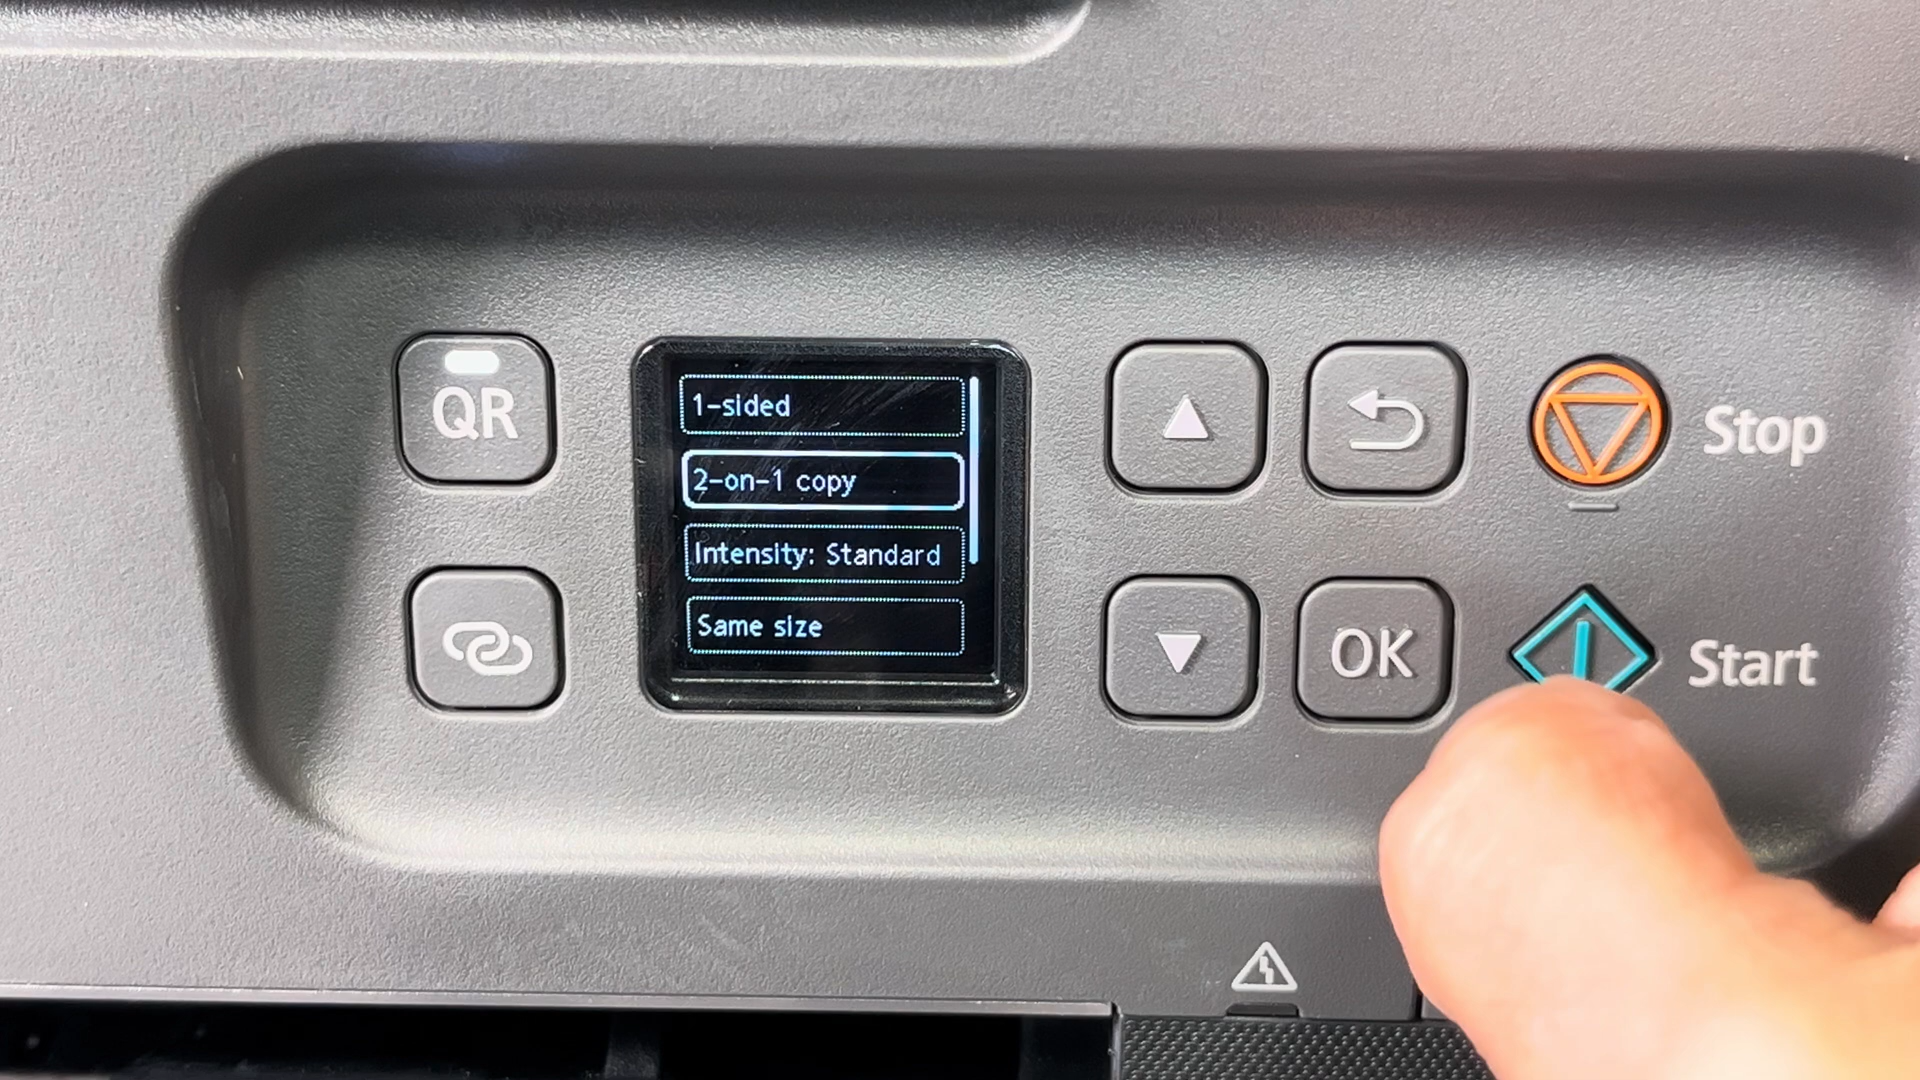 QR
1-sided
2-on-1 copy
Intensity: Standard
Same size
Stop
OK
Start